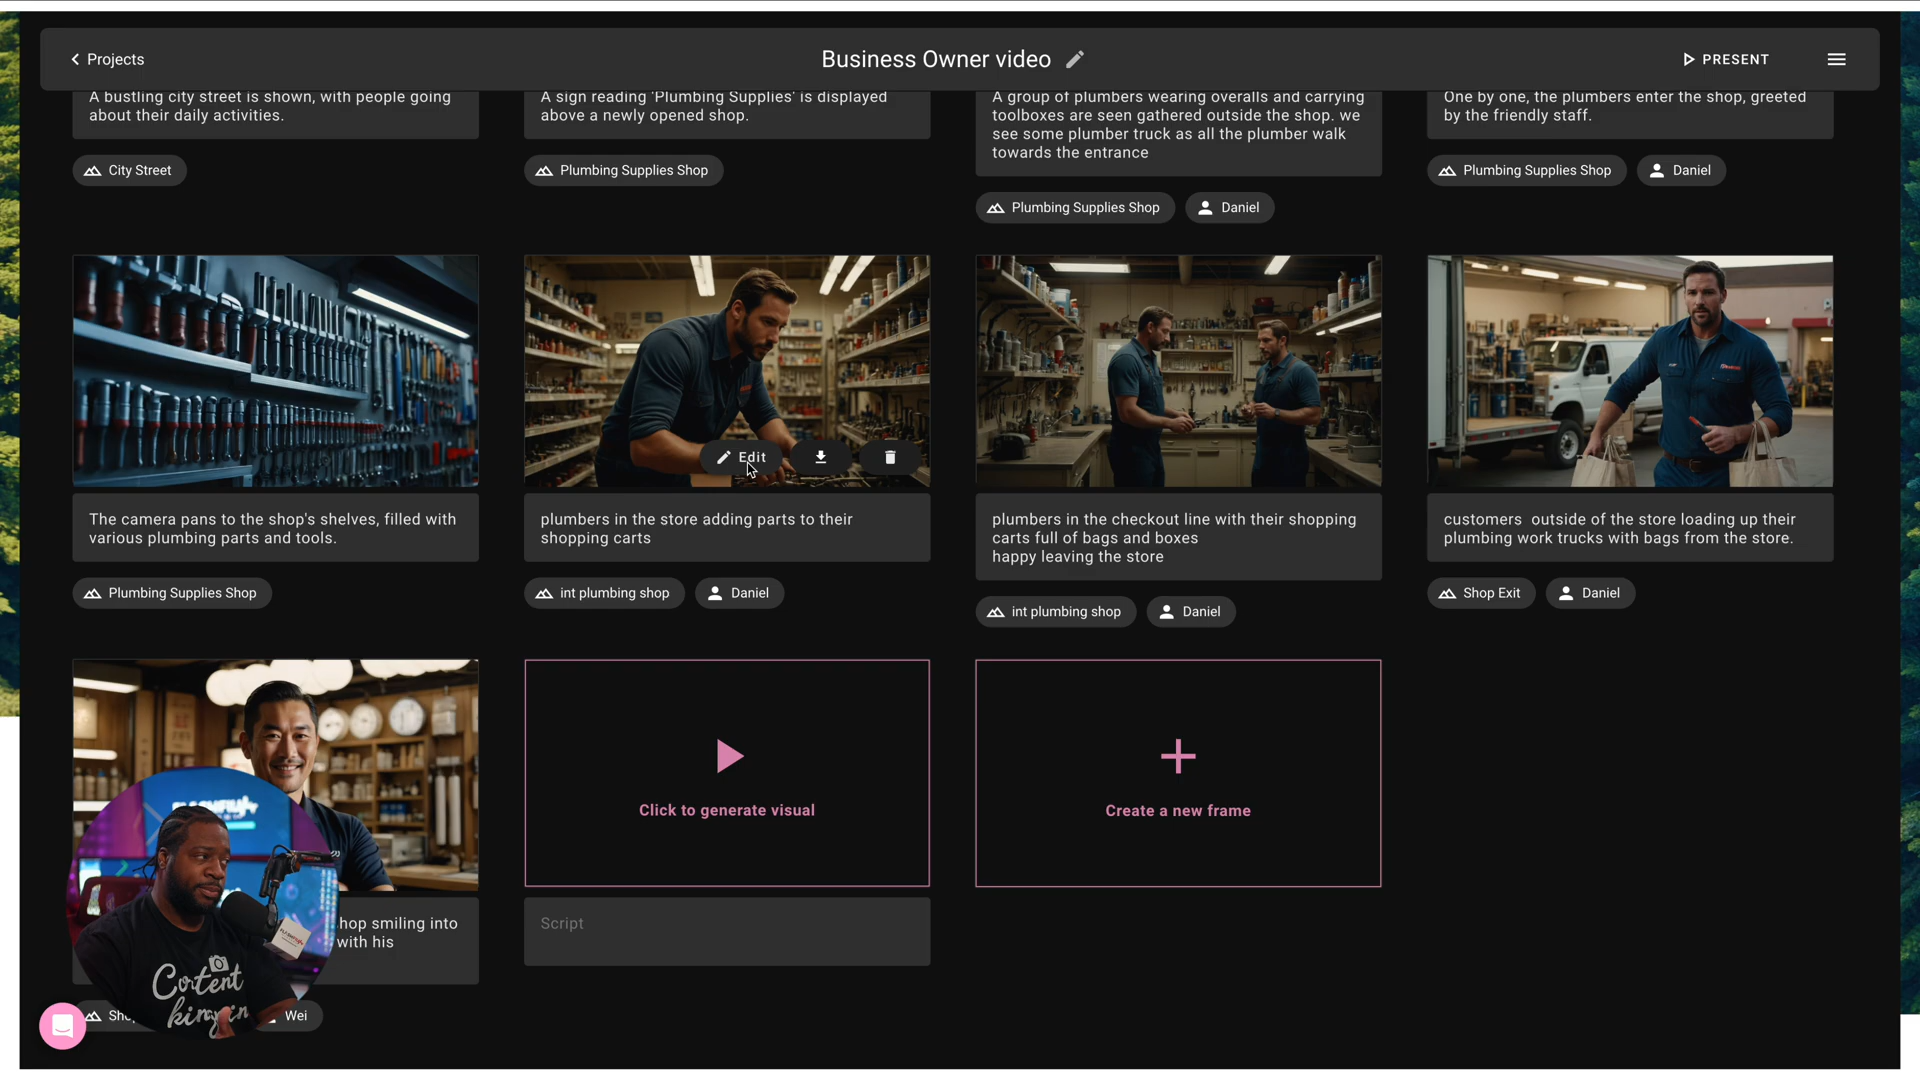 Projects
Business Owner video
PRESENT
A bustling city street is shown, with people going
about their daily activities.
City Street
A sign reading 'Plumbing Supplies' is displayed
above a newly opened shop.
Plumbing Supplies Shop
A group of plumbers wearing overalls and carrying
toolboxes are seen gathered outside the shop. we
see some plumber truck as all the plumber walk
towards the entrance
Plumbing Supplies Shop
Daniel
One by one, the plumbers enter the shop, greeted
by the friendly staff.
Plumbing Supplies Shop
Daniel
The camera pans to the shop's shelves, filled with
various plumbing parts and tools.
Plumbing Supplies Shop
Edit
plumbers in the store adding parts to their
shopping carts
int plumbing shop
Daniel
plumbers in the checkout line with their shopping
carts full of bags and boxes
happy leaving the store
int plumbing shop
Daniel
customers  outside of the store loading up their
plumbing work trucks with bags from the store.
Shop Exit
Daniel
hop smiling into
with his
Wei
Content
Click to generate visual
Script
Create a new frame